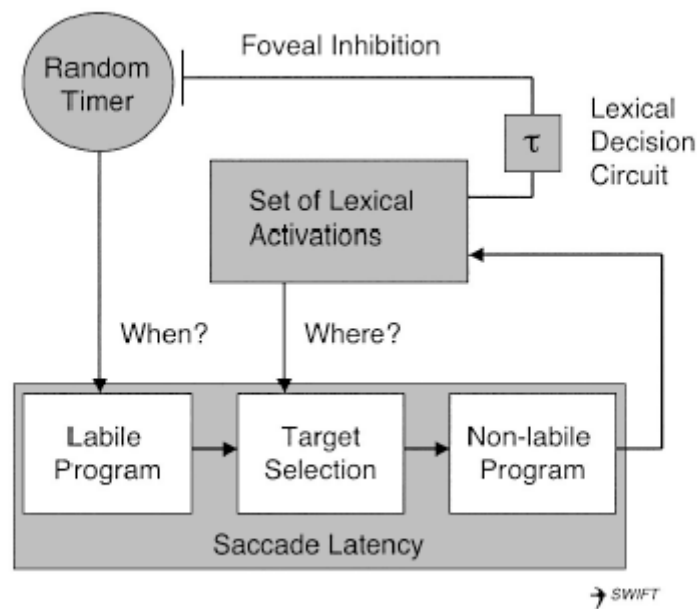 Foveal Inhibition
Random
Timer
Lexical
Decision
Circuit
τ
Set of Lexical
Activations
When?
Where?
Labile
Program
Target
Selection
Non-labile
Program
Saccade Latency
SWIFT